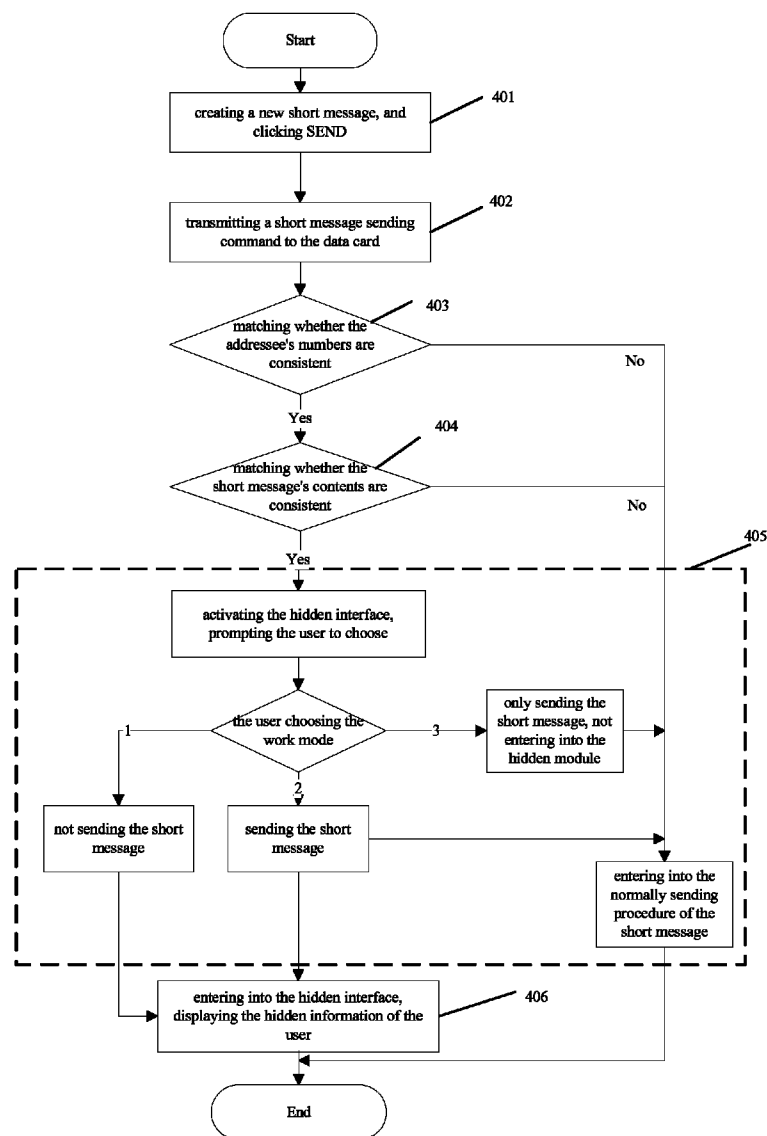 Start
401
creating a new short message, and
clicking SEND
402
transmitting a short message sending
command to the data card
403
matching whether the
addressee's numbers are
consistent
No
Yes
404
matching whether the
short message's contents are
consistent
No
Yes
405
activating the hidden interface,
prompting the user to choose
the user choosing the
work mode
1
2
3
only sending the
short message, not
entering into the
hidden module
not sending the short
message
sending the short
message
entering into the
normally sending
procedure of the
short message
entering into the hidden interface,
displaying the hidden information of the
user
406
End